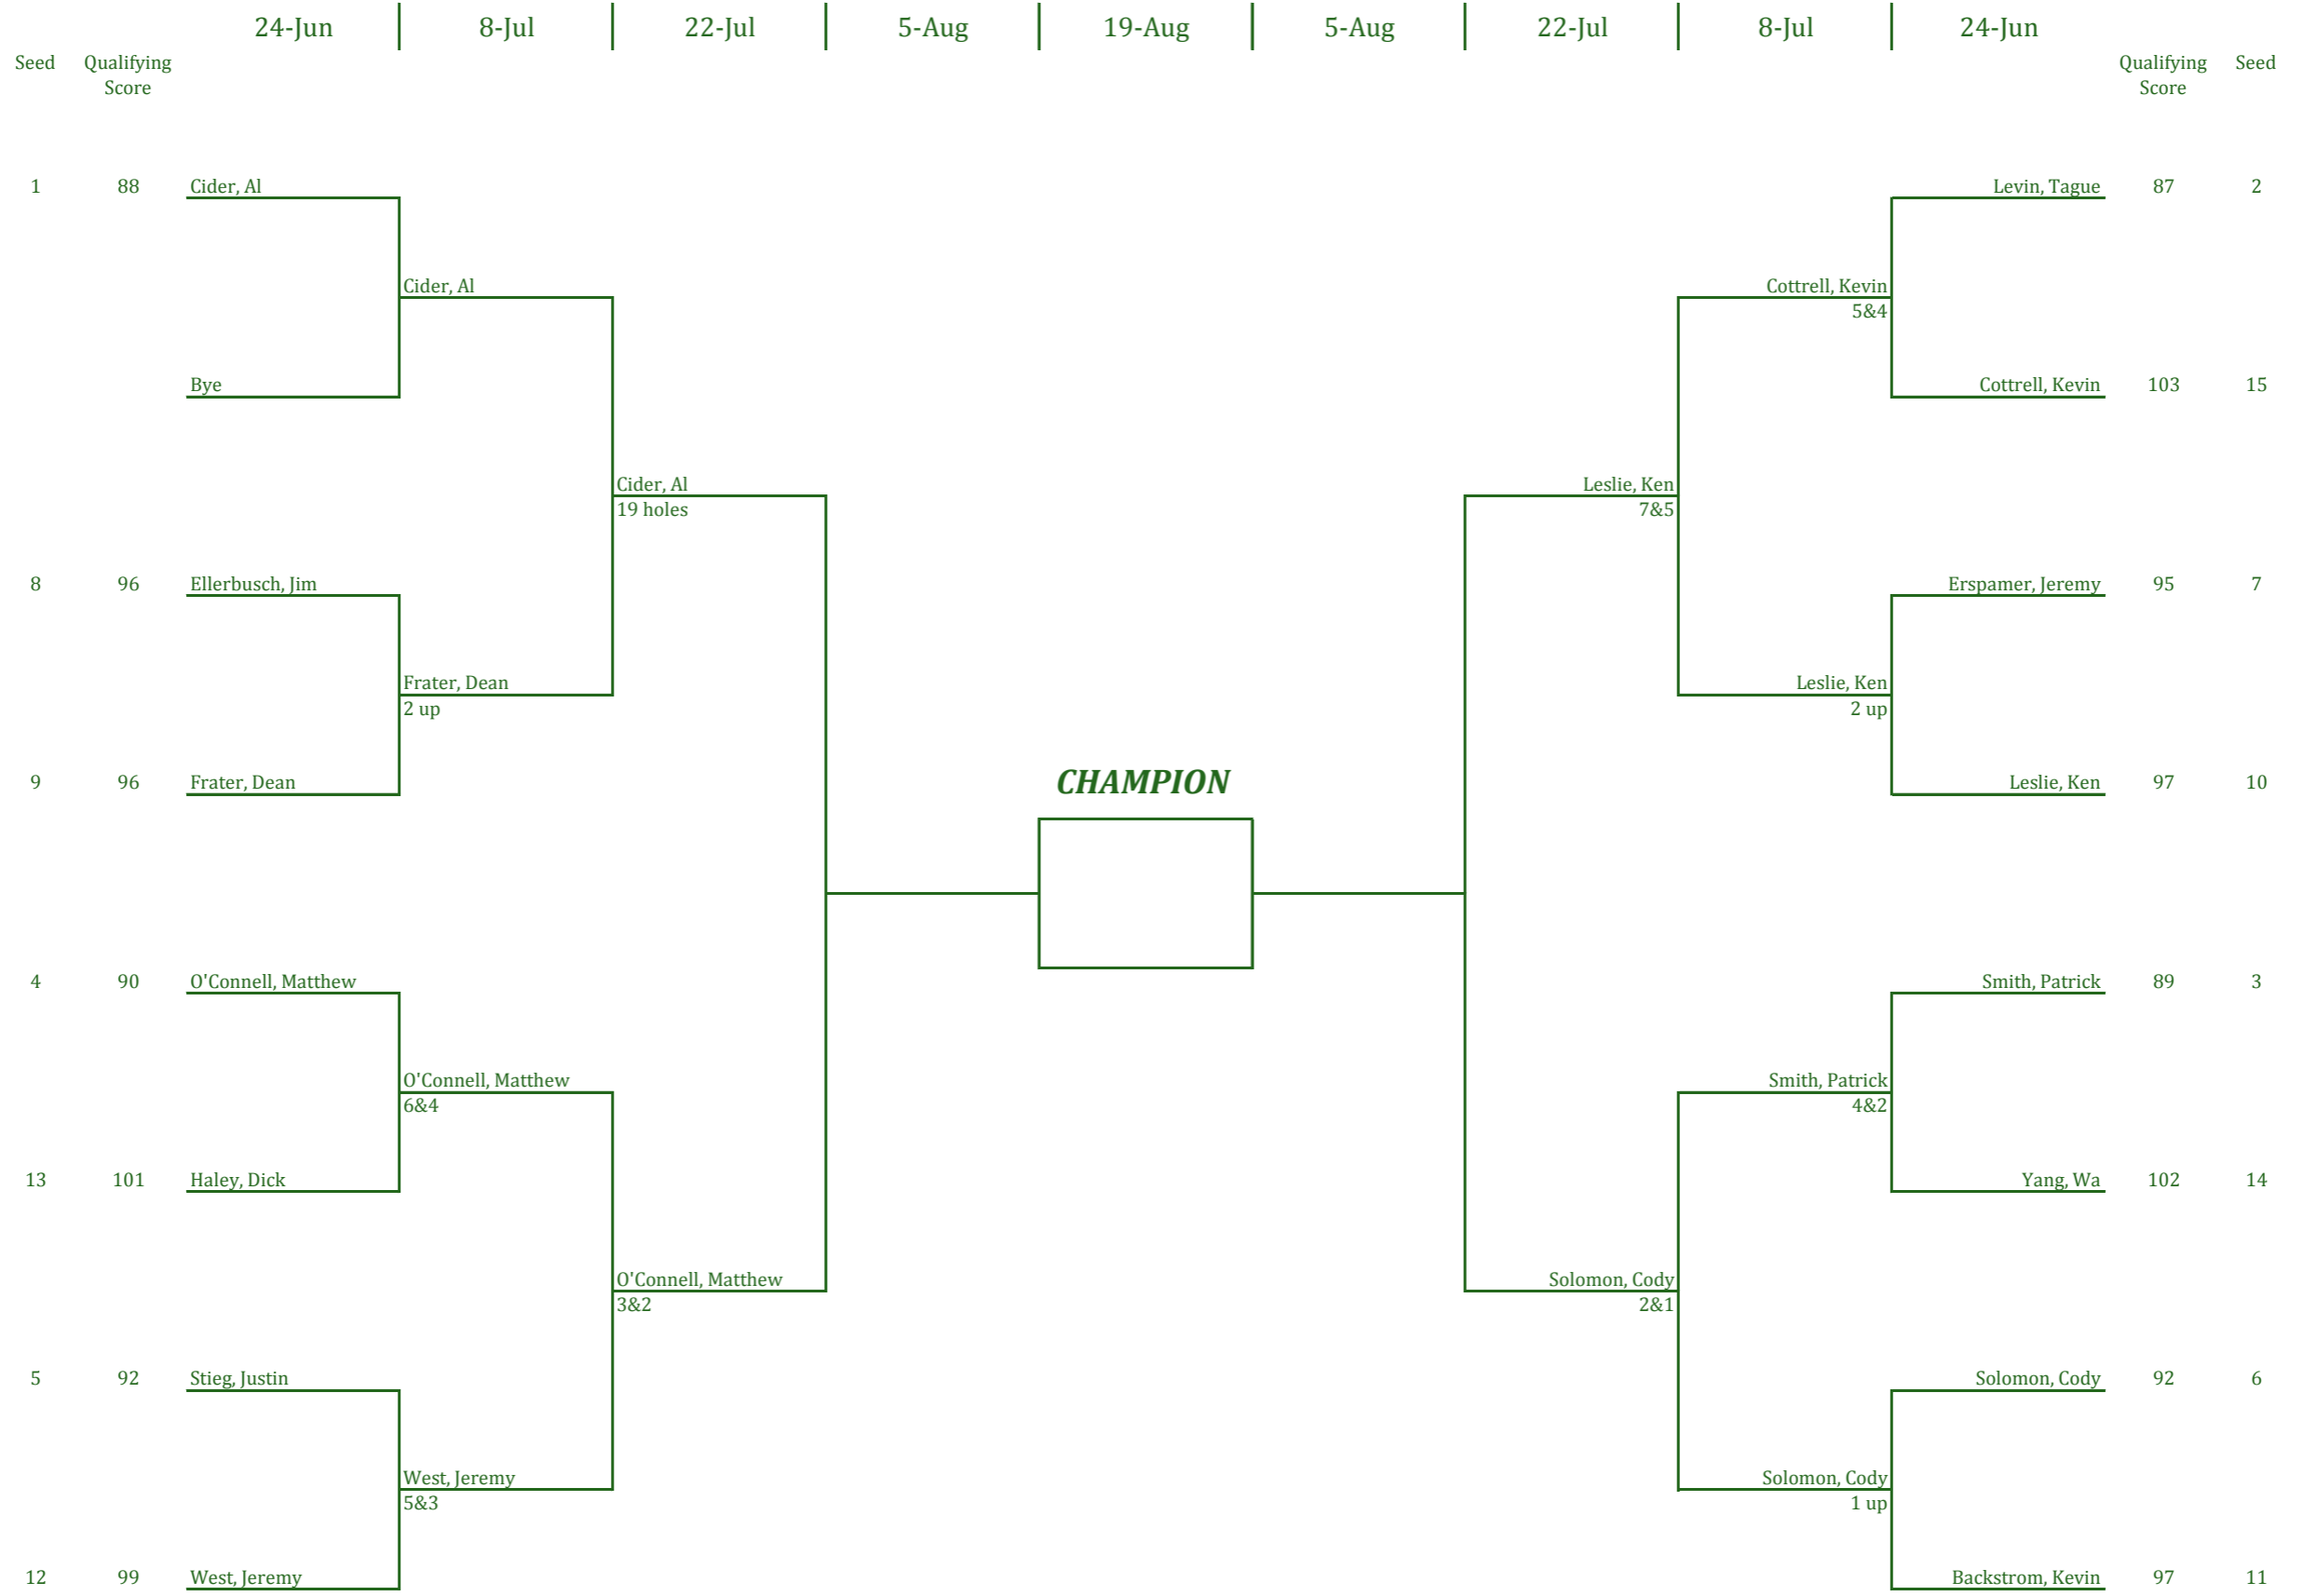 24-Jun 8-Jul 22-Jul 5-Aug 19-Aug 5-Aug 22-Jul 8-Jul 24-Jun
Seed Qualifying Qualifying Seed
Score Score
1 88 Cider, Al Levin, Tague 87 2
Cider, Al Cottrell, Kevin
5&4
Bye Cottrell, Kevin 103 15
Cider, Al Leslie, Ken
19 holes 7&5
8 96 Ellerbusch, Jim Erspamer, Jeremy 95 7
Frater, Dean Leslie, Ken
2 up 2 up
CHAMPION
9 96 Frater, Dean Leslie, Ken 97 10
4 90 O'Connell, Matthew Smith, Patrick 89 3
O'Connell, Matthew Smith, Patrick
6&4 4&2
13 101 Haley, Dick Yang, Wa 102 14
O'Connell, Matthew Solomon, Cody
3&2 2&1
5 92 Stieg, Justin Solomon, Cody 92 6
West, Jeremy Solomon, Cody
5&3 1 up
12 99 West, Jeremy Backstrom, Kevin 97 11